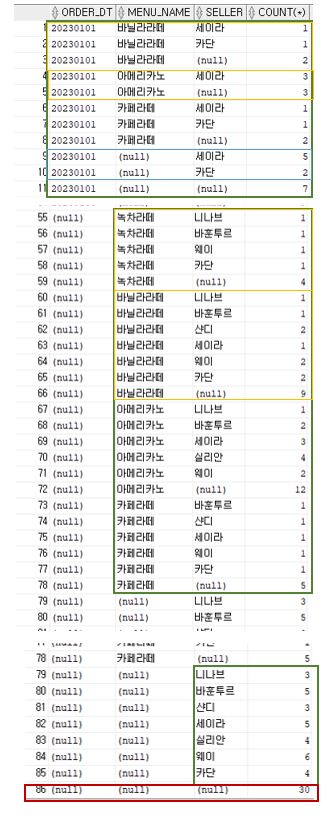 ORDER_DT MENU_NAME SELLER COUNT(*)
1 20230101 바닐라라떼 세이라 1
2 20230101 바닐라라떼 카단 1
3 20230101 바닐라라떼 (null) 2
4 20230101 아메리카노 세이라 3
5 20230101 아메리카노 (null) 3
6 20230101 카페라떼 세이라 1
7 20230101 카페라떼 카단 1
8 20230101 카페라떼 (null) 2
9 20230101 (null) 세이라 5
10 20230101 (null) 카단 2
11 20230101 (null) (null) 7
55 (null) 녹차라떼 니나브 1
56 (null) 녹차라떼 바훈투르 1
57 (null) 녹차라떼 웨이 1
58 (null) 녹차라떼 카단 1
59 (null) 녹차라떼 (null) 4
60 (null) 바닐라라떼 니나브 1
61 (null) 바닐라라떼 바훈투르 1
62 (null) 바닐라라떼 샨디 2
63 (null) 바닐라라떼 세이라 1
64 (null) 바닐라라떼 웨이 2
65 (null) 바닐라라떼 카단 2
66 (null) 바닐라라떼 (null) 9
67 (null) 아메리카노 니나브 1
68 (null) 아메리카노 바훈투르 2
69 (null) 아메리카노 세이라 3
70 (null) 아메리카노 실리안 4
71 (null) 아메리카노 웨이 2
72 (null) 아메리카노 (null) 12
73 (null) 카페라떼 바훈투르 1
74 (null) 카페라떼 샨디 1
75 (null) 카페라떼 세이라 1
76 (null) 카페라떼 웨이 1
77 (null) 카페라떼 카단 1
78 (null) 카페라떼 (null) 5
79 (null) (null) 니나브 3
80 (null) (null) 바훈투르 5
78 (null) 카페라떼 (null) 5
79 (null) (null) 니나브 3
80 (null) (null) 바훈투르 5
81 (null) (null) 샨디 3
82 (null) (null) 세이라 5
83 (null) (null) 실리안 4
84 (null) (null) 웨이 6
85 (null) (null) 카단 4
86 (null) (null) (null) 30